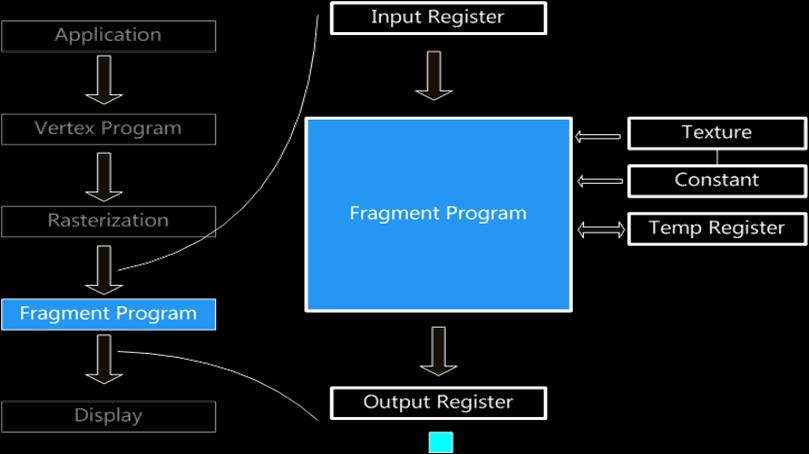 Application
Vertex Program
Rasterization
Fragment Program
Display
Input Register
Fragment Program
Texture
Constant
Temp Register
Output Register